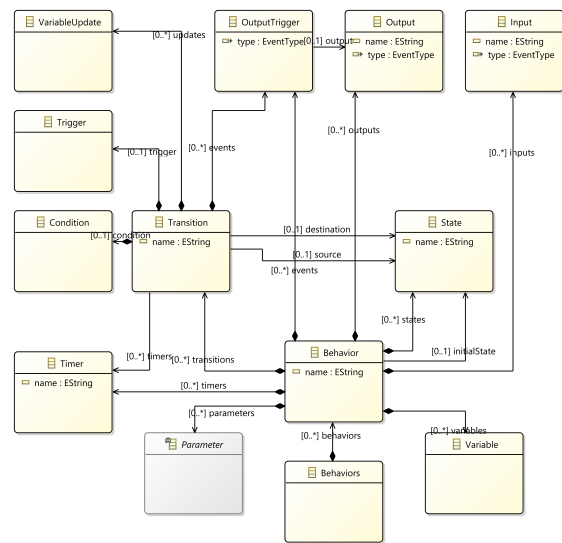 VariableUpdate
OutputTrigger
type : EventType
Output
name : EString
type : EventType
Input
name : EString
type : EventType
[0..*] updates
[0..1] output
Trigger
[0..1] trigger
[0..*] events
[0..*] outputs
[0..*] inputs
Condition
[0..1] condition
Transition
name : EString
[0..1] destination
[0..1] source
State
name : EString
[0..*] events
[0..*] states
[0..1] initialState
Timer
name : EString
[0..*] timers
[0..*] transitions
Behavior
name : EString
[0..*] timers
[0..*] parameters
Parameter
[0..*] behaviors
[0..*] variables
Variable
Behaviors